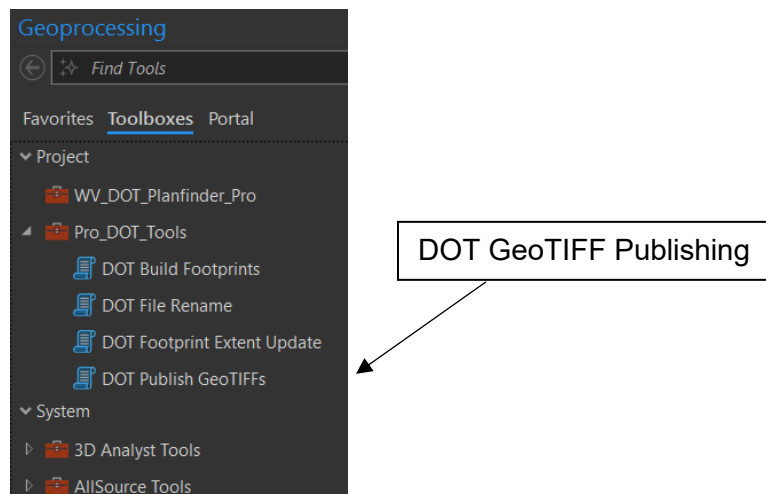 Geoprocessing
Find Tools
Favorites Toolboxes Portal
Project
WV_DOT_Planfinder_Pro
Pro_DOT_Tools
DOT Build Footprints
DOT File Rename
DOT Footprint Extent Update
DOT Publish GeoTIFFs
System
3D Analyst Tools
AllSource Tools
DOT GeoTIFF Publishing